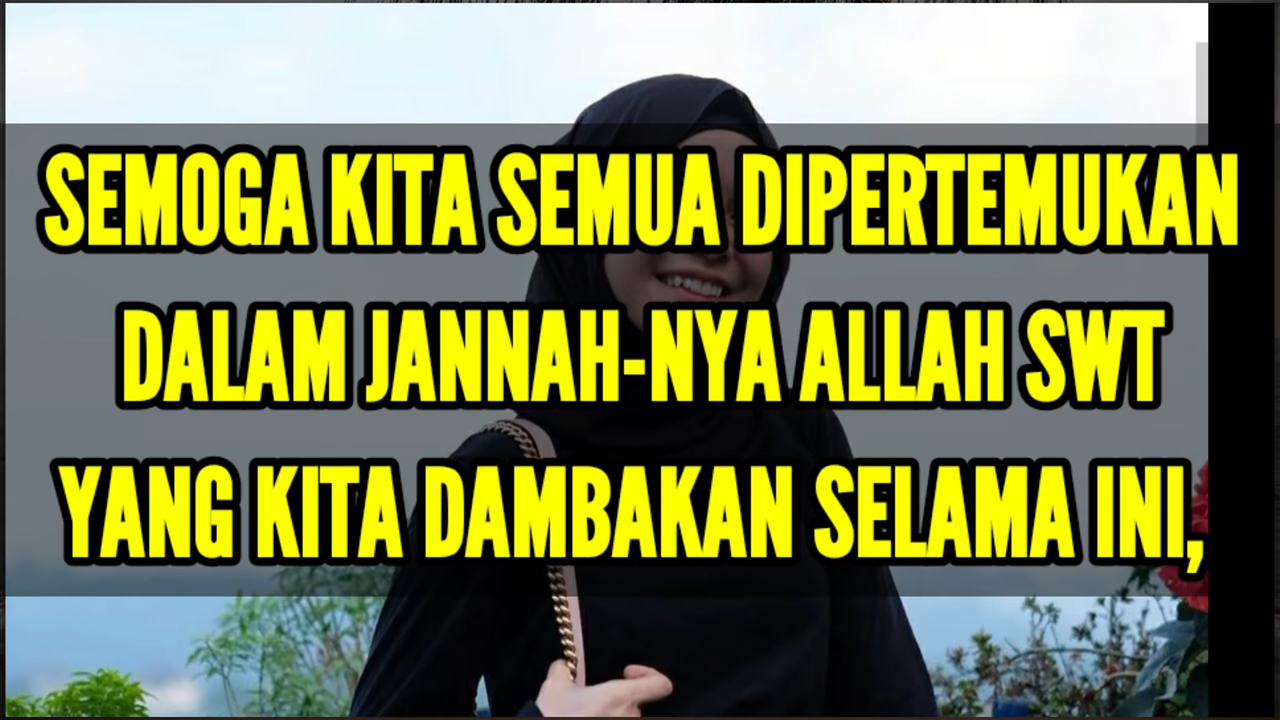 SEMOGA KITA SEMUA DIPERTEMUKAN
DALAM JANNAH-NYA ALLAH SWT
YANG KITA DAMBAKAN SELAMA INI,